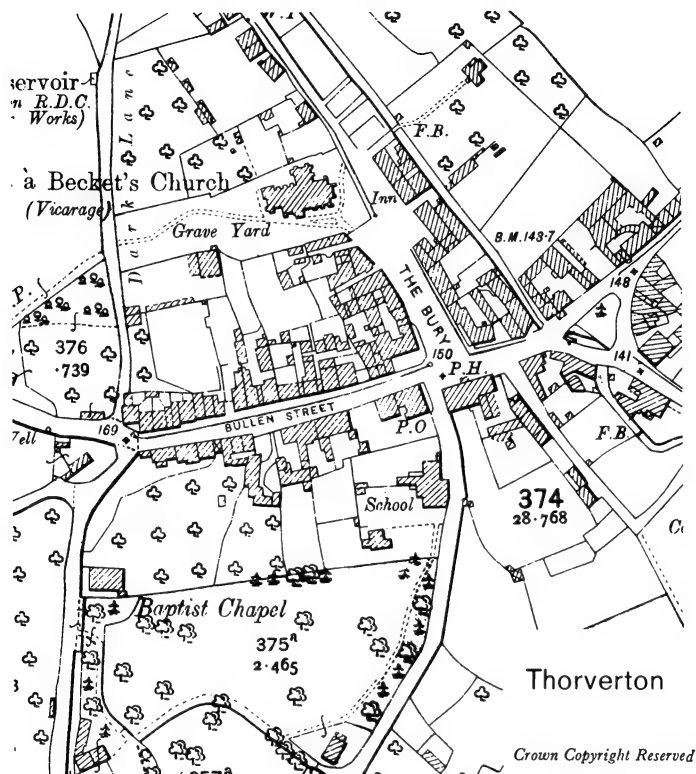 servoir
n R.D.C.
Works)
Dark Lane
F.B.
à Becket's Church
(Vicarage)
Inn
Grave Yard
B.M. 143·7
THE BURY
148
P.
376
·739
150
P.H.
141
169
BULLEN STREET
P.O
F.B.
ell
School
374
28·768
Baptist Chapel
375ª
2·465
Thorverton
Crown Copyright Reserved